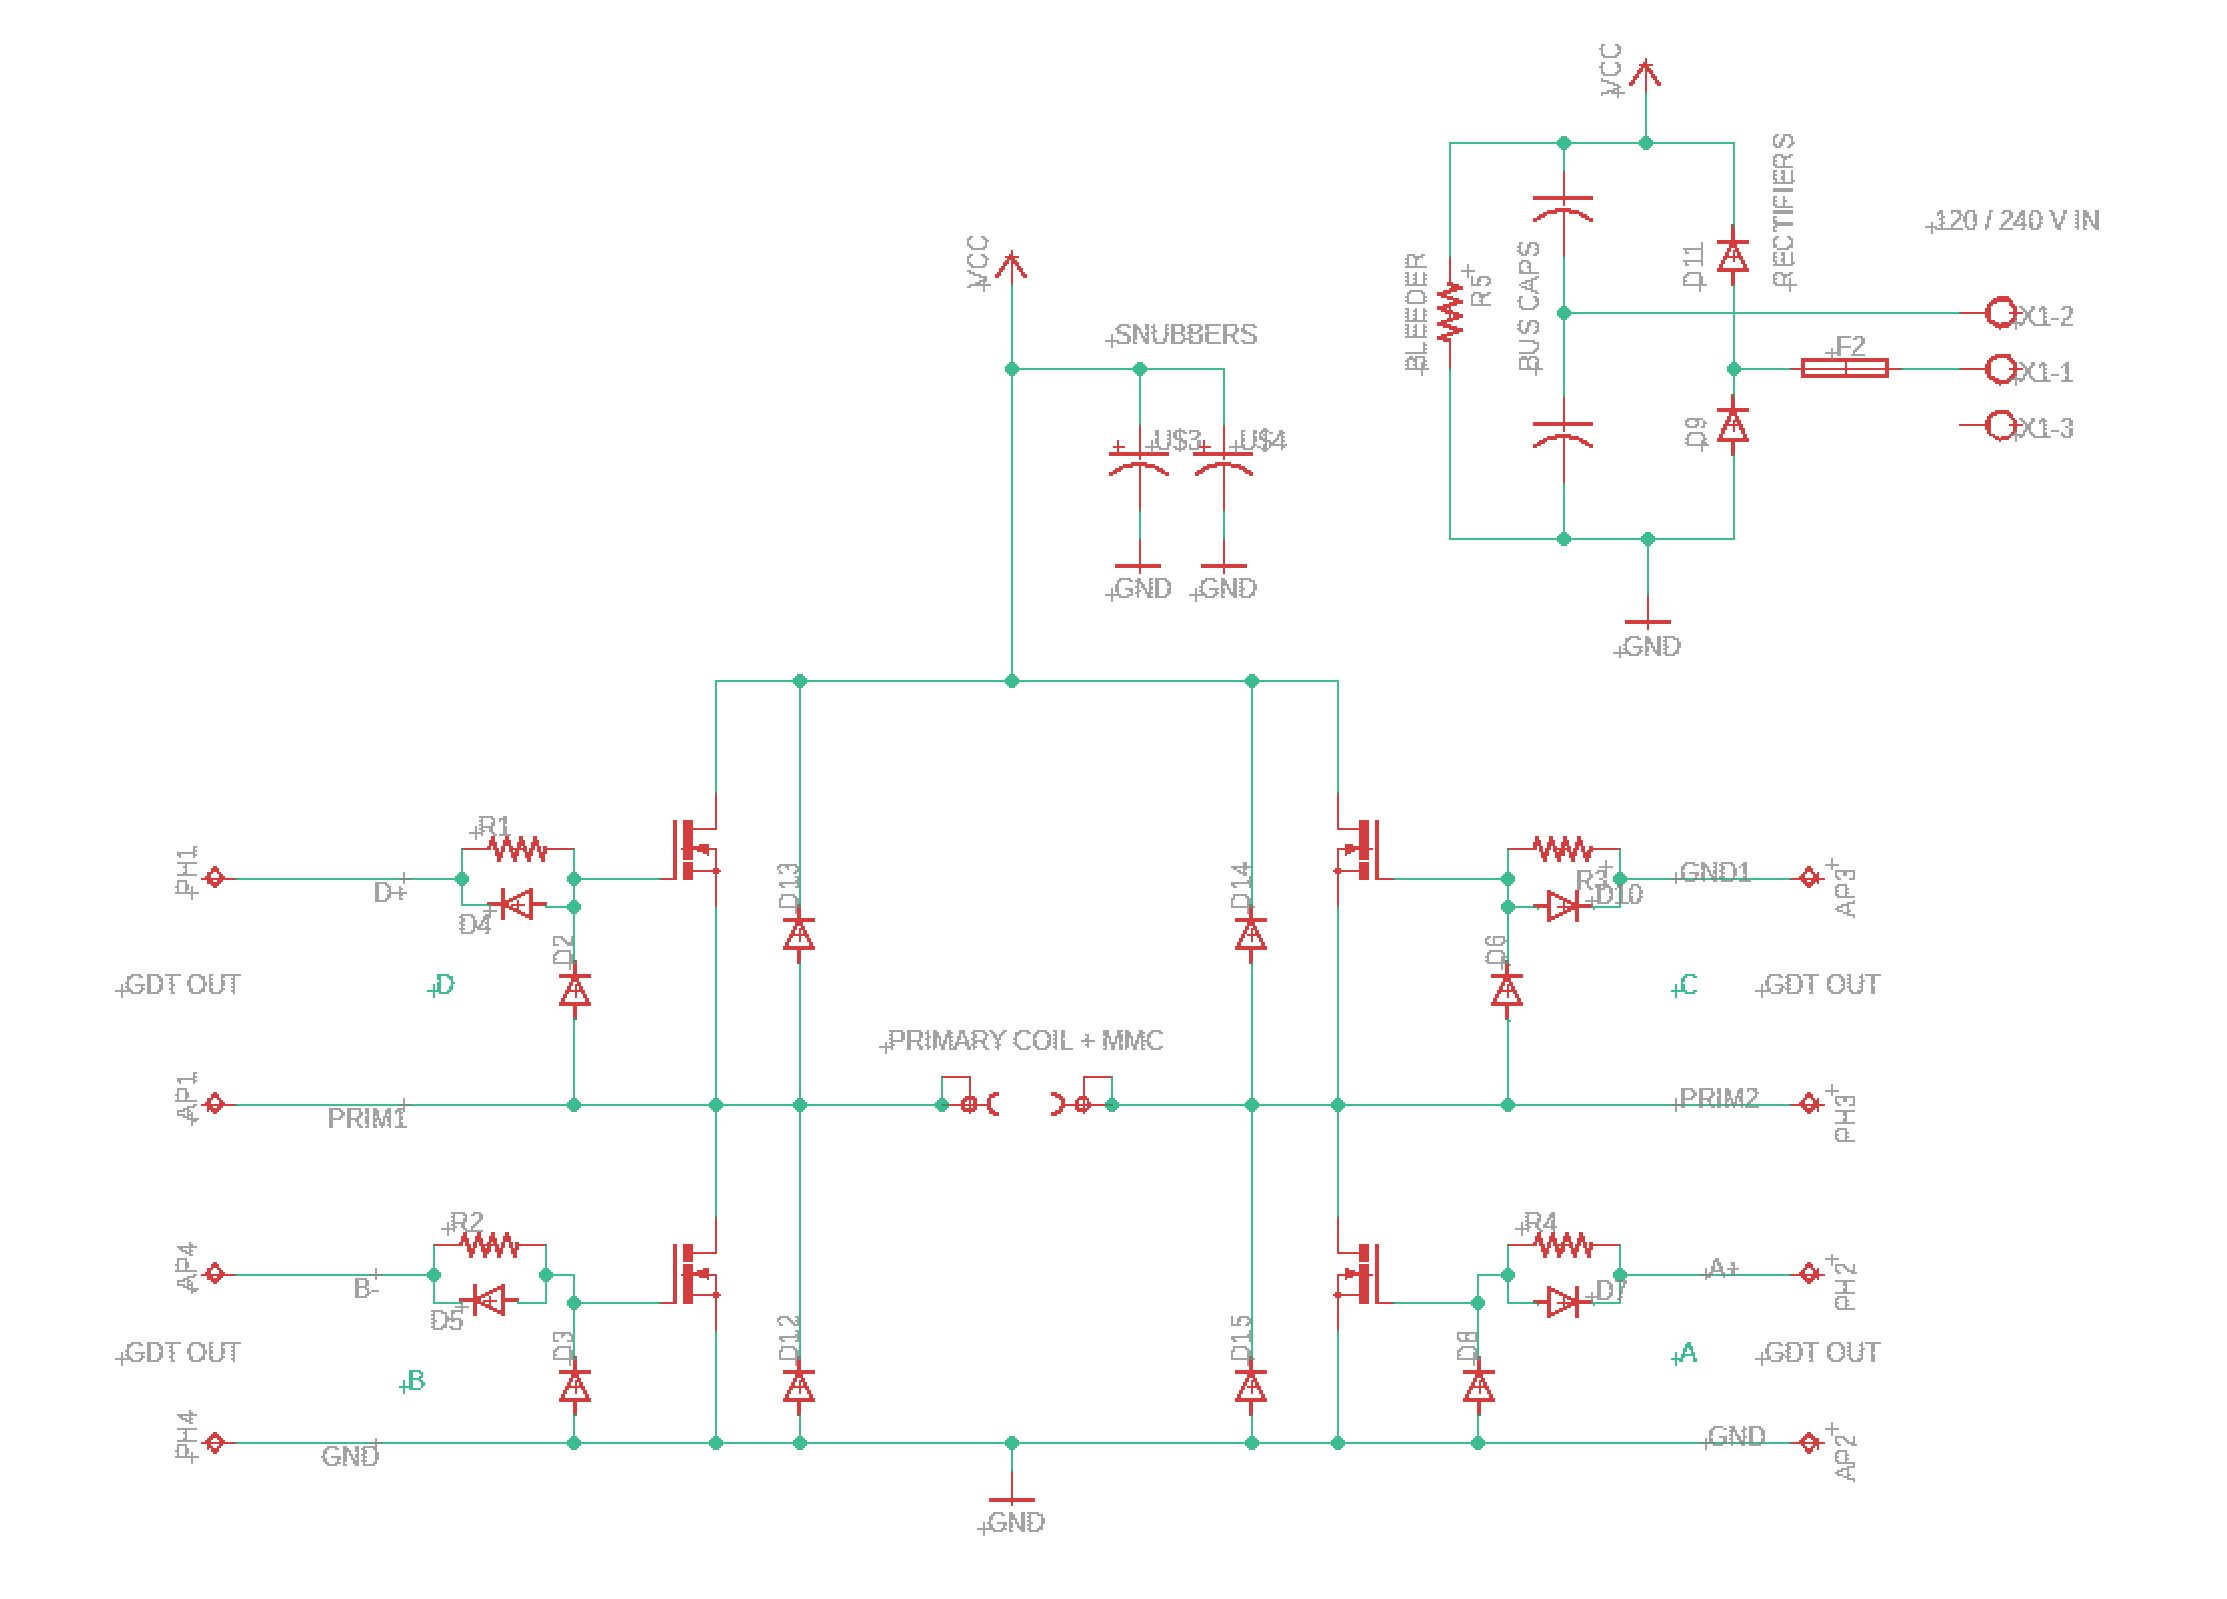 VCC
RECTIFIERS
120 / 240 V IN
VCC
D11
BLEEDER
R5
BUS CAPS
X1-2
SNUBBERS
F2
X1-1
D9
X1-3
U$3
U$4
GND
GND
GND
R1
PH1
D+
D4
D2
D13
D14
R3
D10
GND1
AP3
D6
GDT OUT
D
C
GDT OUT
PRIMARY COIL + MMC
AP1
PRIM1
PRIM2
PH3
R2
R4
AP4
B-
D5
A+
D7
PH2
D3
D12
D15
D8
GDT OUT
B
A
GDT OUT
PH4
GND
GND
AP2
GND